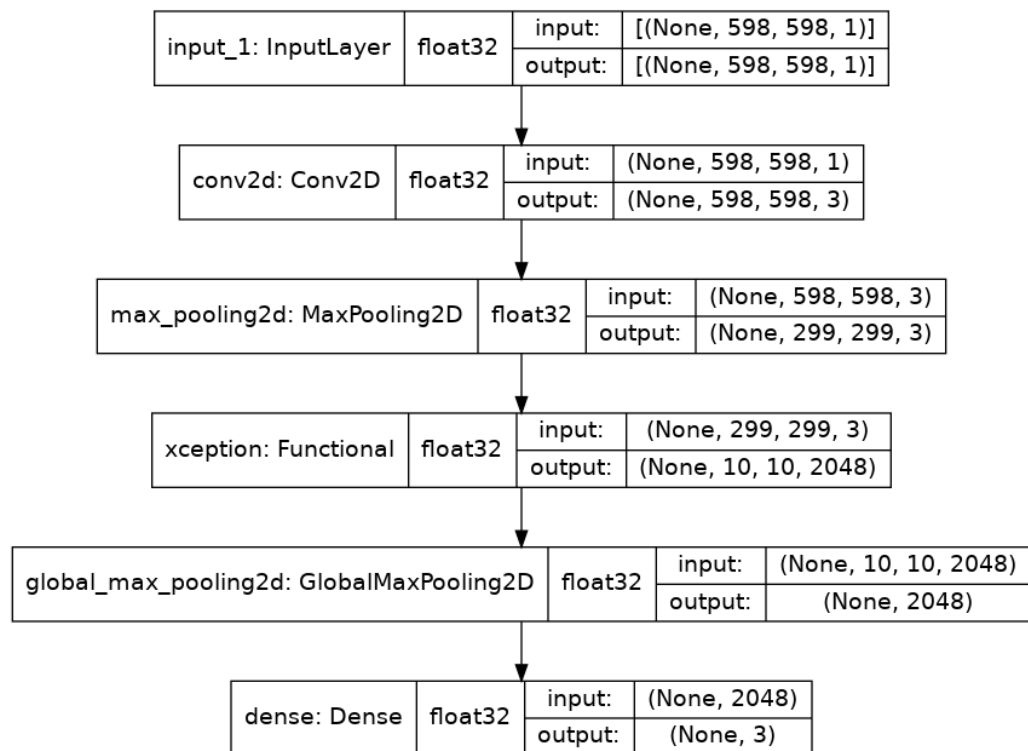 input_1: InputLayer float32 input: [(None, 598, 598, 1)]
output: [(None, 598, 598, 1)]
conv2d: Conv2D float32 input: (None, 598, 598, 1)
output: (None, 598, 598, 3)
max_pooling2d: MaxPooling2D float32 input: (None, 598, 598, 3)
output: (None, 299, 299, 3)
xception: Functional float32 input: (None, 299, 299, 3)
output: (None, 10, 10, 2048)
global_max_pooling2d: GlobalMaxPooling2D float32 input: (None, 10, 10, 2048)
output: (None, 2048)
dense: Dense float32 input: (None, 2048)
output: (None, 3)